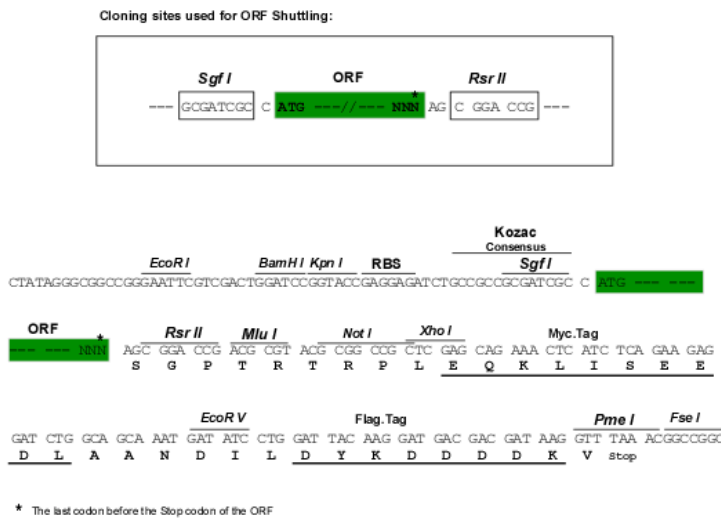 Cloning sites used for ORF Shuttling:
Sgf I ORF Rsr II
--- GCGATCGC C ATG ---//--- NNN* AG C GGA CCG ---
Kozac
Consensus
EcoR I BamH I Kpn I RBS Sgf I
CTATAGGGCGGCCGGGAATTCGTCGACTGGATCCGGTACCGAGGAGATCTGCCGCCGCGATCGC C ATG --- ---
ORF Rsr II Mlu I Not I Xho I Myc.Tag
--- --- NNN* AGC GGA CCG ACG CGT ACG CGG CCG CTC GAG CAG AAA CTC ATC TCA GAA GAG
S G P T R T R P L E Q K L I S E E
EcoR V Flag.Tag Pme I Fse I
GAT CTG GCA GCA AAT GAT ATC CTG GAT TAC AAG GAT GAC GAC GAT AAG GTT TAA ACGGCCGGC
D L A A N D I L D Y K D D D D K V Stop
* The last codon before the Stop codon of the ORF